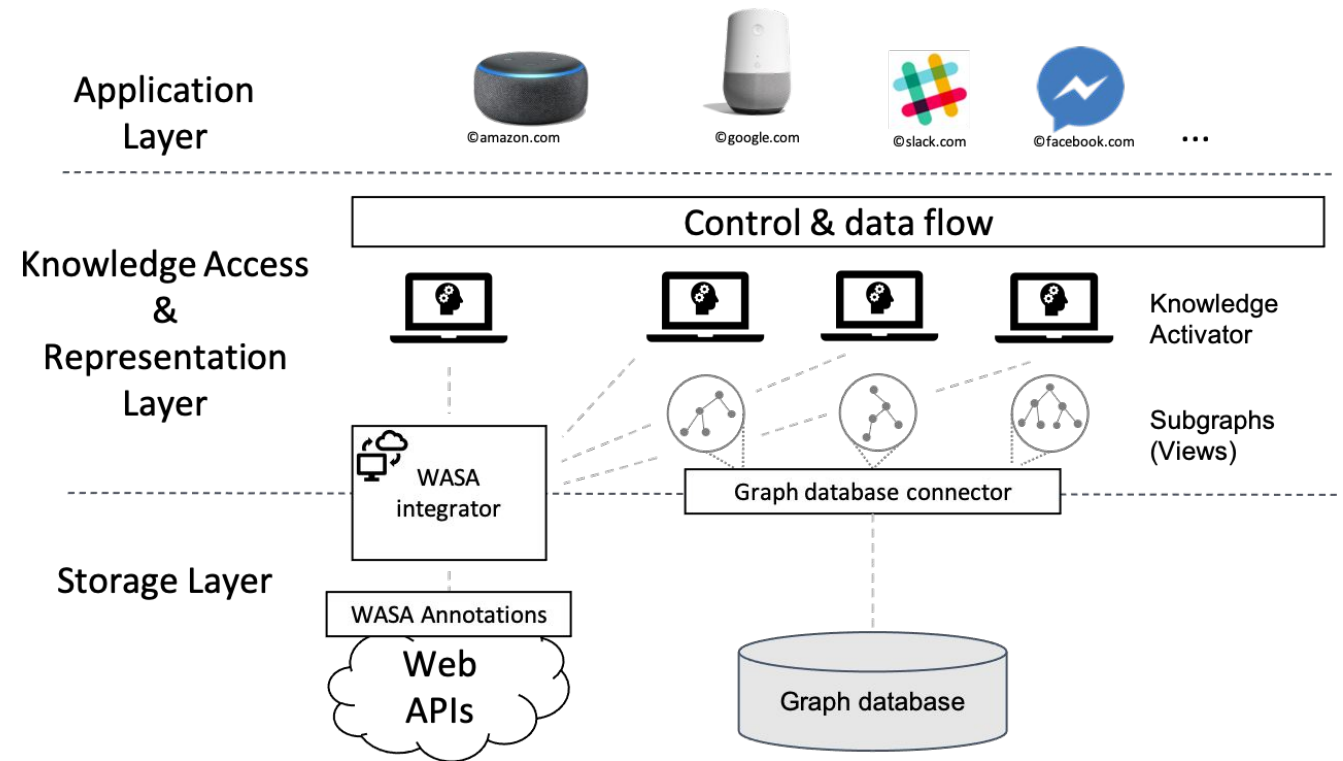 Application
Layer
©amazon.com
©google.com
©slack.com
©facebook.com
...
Control & data flow
Knowledge Access
&
Representation
Layer
Knowledge
Activator
Subgraphs
(Views)
WASA
integrator
Graph database connector
Storage Layer
WASA Annotations
Web
APIs
Graph database